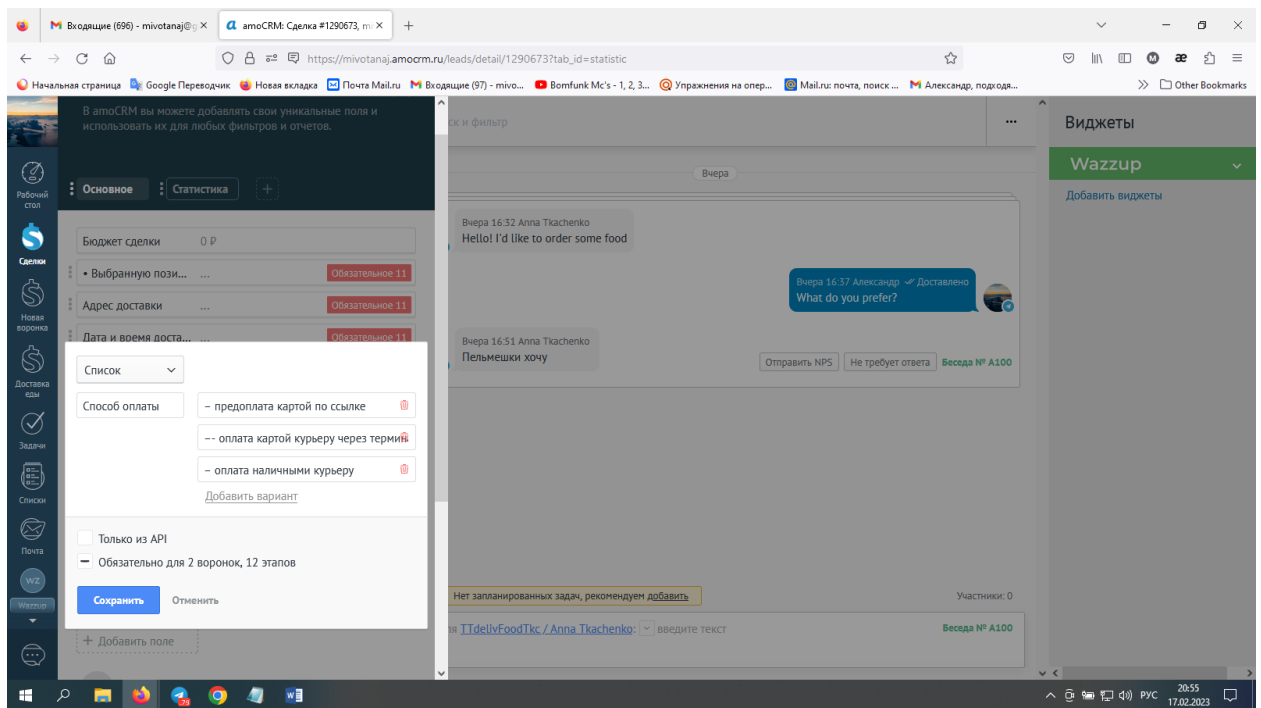 Входящие (696) - mivotanaj@g
amoCRM: Сделка #1290673, mi
https://mivotanaj.amocrm.ru/leads/detail/1290673?tab_id=statistic
Начальная страница Google Переводчик Новая вкладка Почта Mail.ru Входящие (97) - mivo... Bomfunk Mc's - 1, 2, 3... Упражнения на опер... Mail.ru: почта, поиск ... Александр, подходя... Other Bookmarks
В amoCRM вы можете добавлять свои уникальные поля и
использовать их для любых фильтров и отчетов.
Основное Статистика
Бюджет сделки 0 ₽
• Выбранную пози... ... Обязательное 11
Адрес доставки ... Обязательное 11
Дата и время доста... ... Обязательное 11
Список
Способ оплаты
– предоплата картой по ссылке
–- оплата картой курьеру через термин
– оплата наличными курьеру
Добавить вариант
Только из API
Обязательно для 2 воронок, 12 этапов
Сохранить Отменить
+ Добавить поле
Рабочий
стол
Сделки
Новая
воронка
Доставка
еды
Задачи
Списки
Почта
WZ
Wazzup
ск и фильтр
Вчера
Вчера 16:32 Anna Tkachenko
Hello! I'd like to order some food
Вчера 16:37 Александр Доставлено
What do you prefer?
Вчера 16:51 Anna Tkachenko
Пельмешки хочу
Отправить NPS Не требует ответа Беседа № A100
Нет запланированных задач, рекомендуем добавить
Участники: 0
ля TTdelivFoodTkc / Anna Tkachenko: введите текст
Беседа № A100
Виджеты
Wazzup
Добавить виджеты
РУС
20:55
17.02.2023